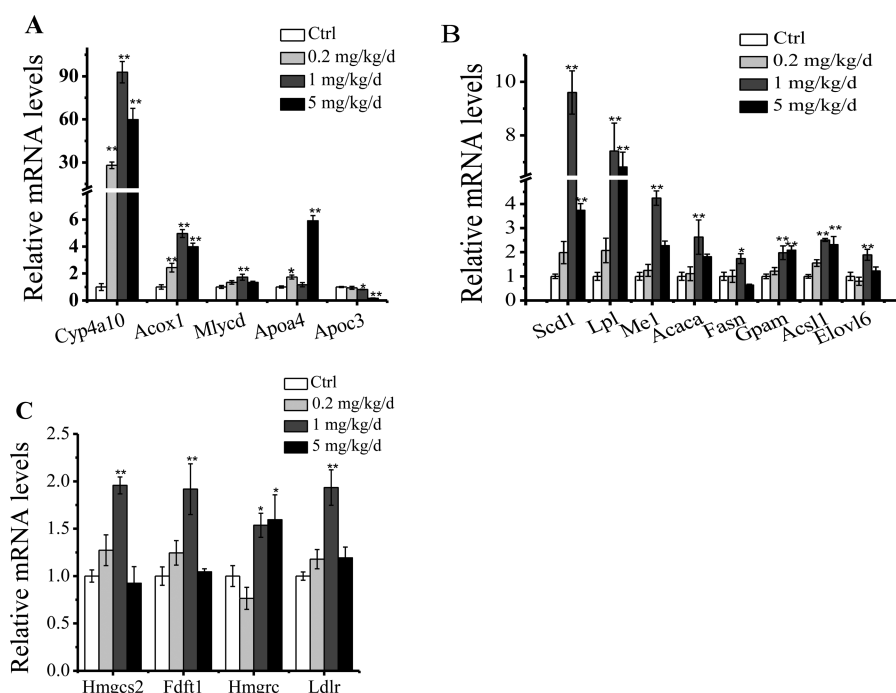 A
Ctrl
0.2 mg/kg/d
1 mg/kg/d
5 mg/kg/d
Relative mRNA levels
90
60
30
6
4
2
0
** ** **
** ** **
**
* **
* **
Cyp4a10 Acox1 Mlycd Apoa4 Apoc3
B
Ctrl
0.2 mg/kg/d
1 mg/kg/d
5 mg/kg/d
Relative mRNA levels
10
8
4
3
2
1
0
** **
** **
**
**
*
** **
** **
**
Scd1 Lpl Me1 Acaca Fasn Gpam Acsl1 Elovl6
C
Ctrl
0.2 mg/kg/d
1 mg/kg/d
5 mg/kg/d
Relative mRNA levels
2.5
2.0
1.5
1.0
0.5
0.0
**
**
* *
**
Hmgcs2 Fdft1 Hmgrc Ldlr